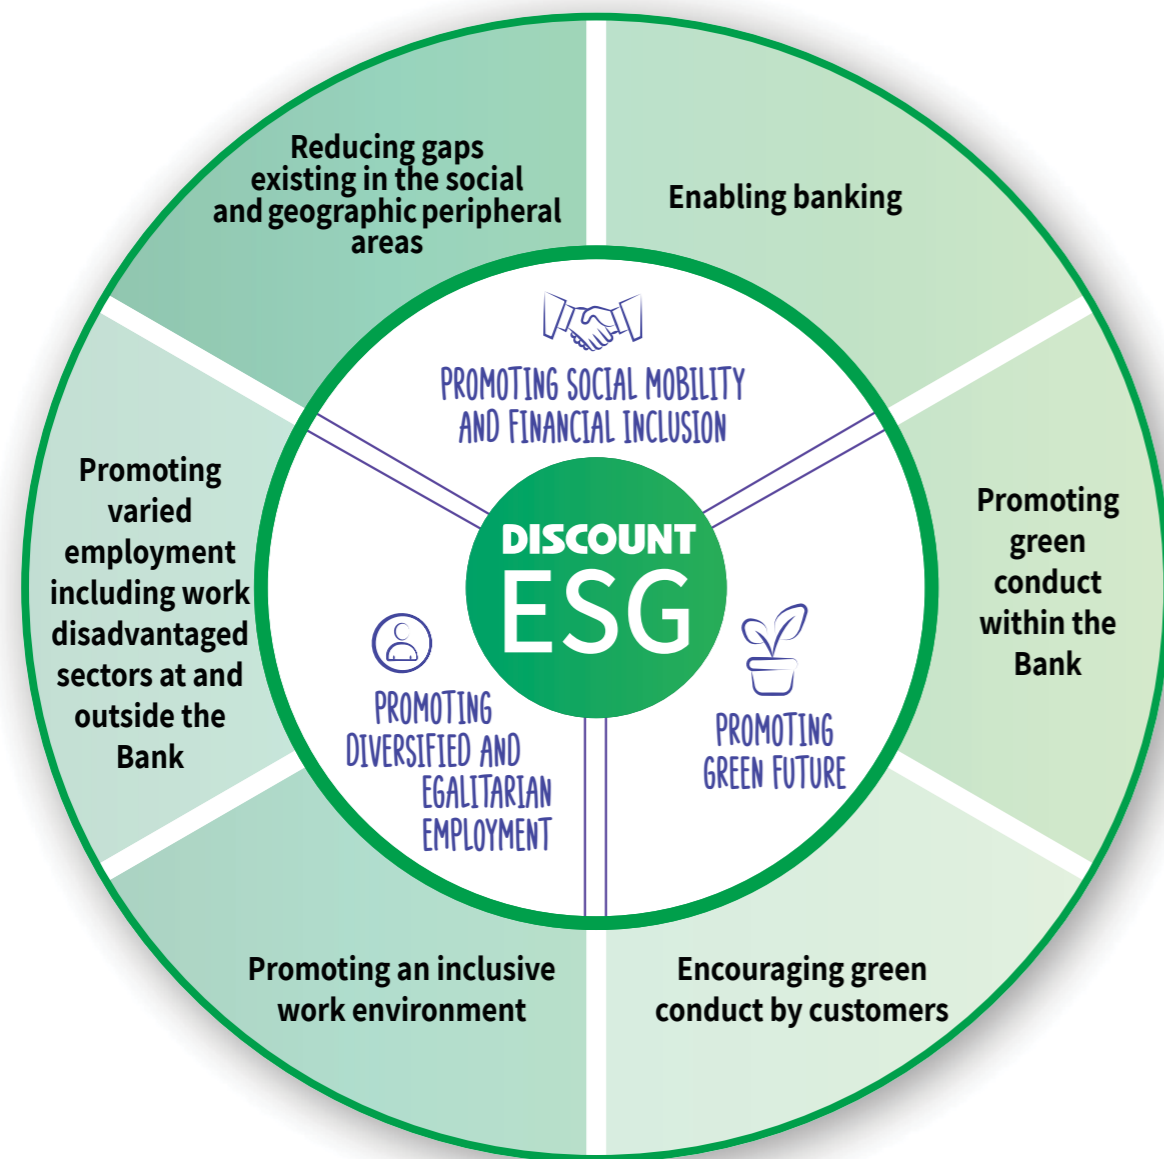 Reducing gaps
existing in the social
and geographic peripheral
areas
Enabling banking
PROMOTING SOCIAL MOBILITY
AND FINANCIAL INCLUSION
Promoting
varied
employment
including work
disadvantaged
sectors at and
outside the
Bank
DISCOUNT
ESG
Promoting
green
conduct
within the
Bank
PROMOTING
DIVERSIFIED AND
EGALITARIAN
EMPLOYMENT
PROMOTING
GREEN FUTURE
Promoting an inclusive
work environment
Encouraging green
conduct by customers